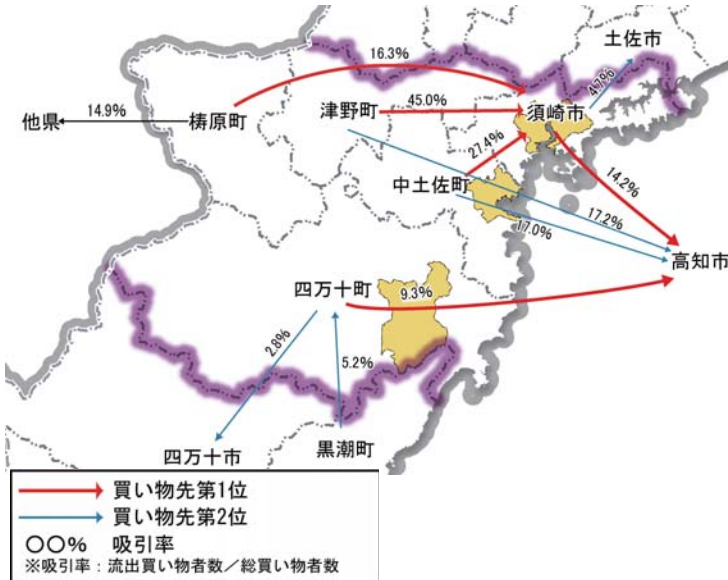 土佐市
16.3%
4.7%
津野町
45.0%
須崎市
他県
14.9%
梼原町
27.4%
14.2%
中土佐町
17.2%
17.0%
高知市
四万十町
9.3%
2.8%
5.2%
四万十市
黒潮町
買い物先第1位
買い物先第2位
○○% 吸引率
※吸引率：流出買い物者数／総買い物者数